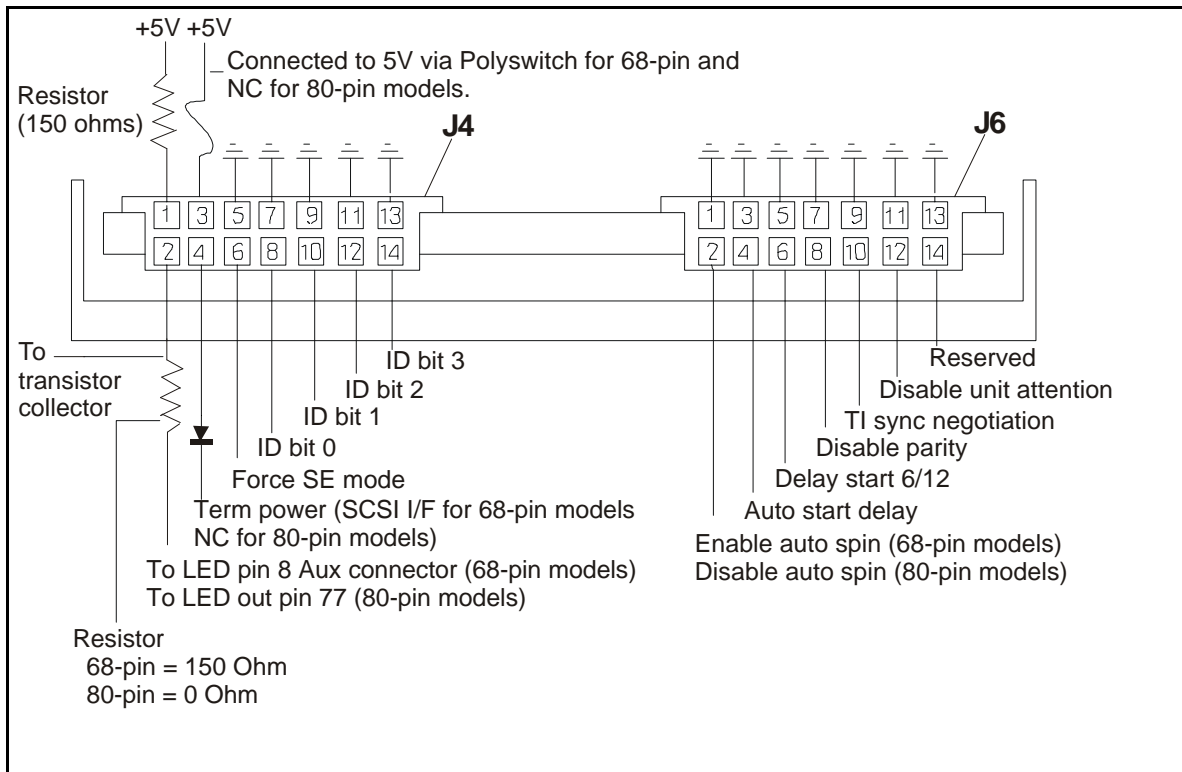 +5V +5V
Connected to 5V via Polyswitch for 68-pin and
NC for 80-pin models.
Resistor
(150 ohms)
J4
J6
1 3 5 7 9 11 13
2 4 6 8 10 12 14
1 3 5 7 9 11 13
2 4 6 8 10 12 14
To
transistor
collector
ID bit 3
ID bit 2
ID bit 1
ID bit 0
Force SE mode
Term power (SCSI I/F for 68-pin models
NC for 80-pin models)
To LED pin 8 Aux connector (68-pin models)
To LED out pin 77 (80-pin models)
Resistor
68-pin = 150 Ohm
80-pin = 0 Ohm
Reserved
Disable unit attention
TI sync negotiation
Disable parity
Delay start 6/12
Auto start delay
Enable auto spin (68-pin models)
Disable auto spin (80-pin models)